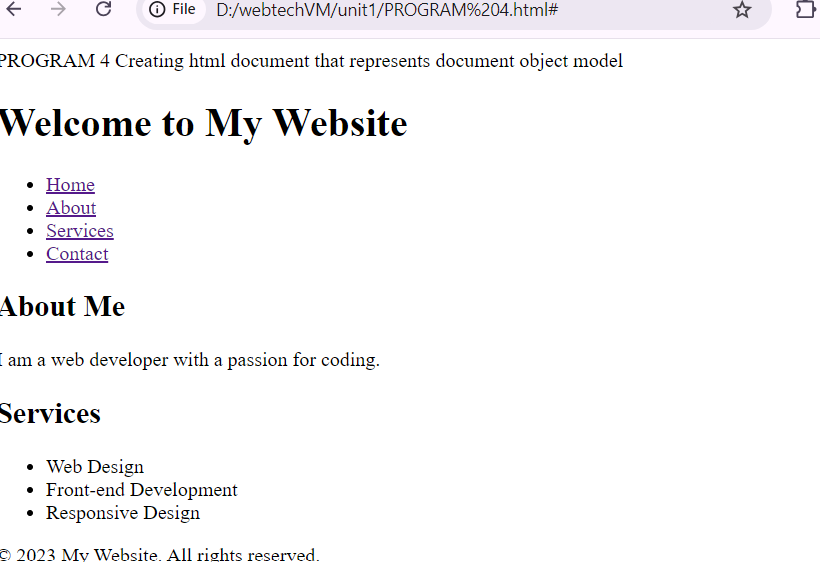 File D:/webtechVM/unit1/PROGRAM%204.html#
PROGRAM 4 Creating html document that represents document object model
Welcome to My Website
Home
About
Services
Contact
About Me
I am a web developer with a passion for coding.
Services
Web Design
Front-end Development
Responsive Design
© 2023 My Website. All rights reserved.